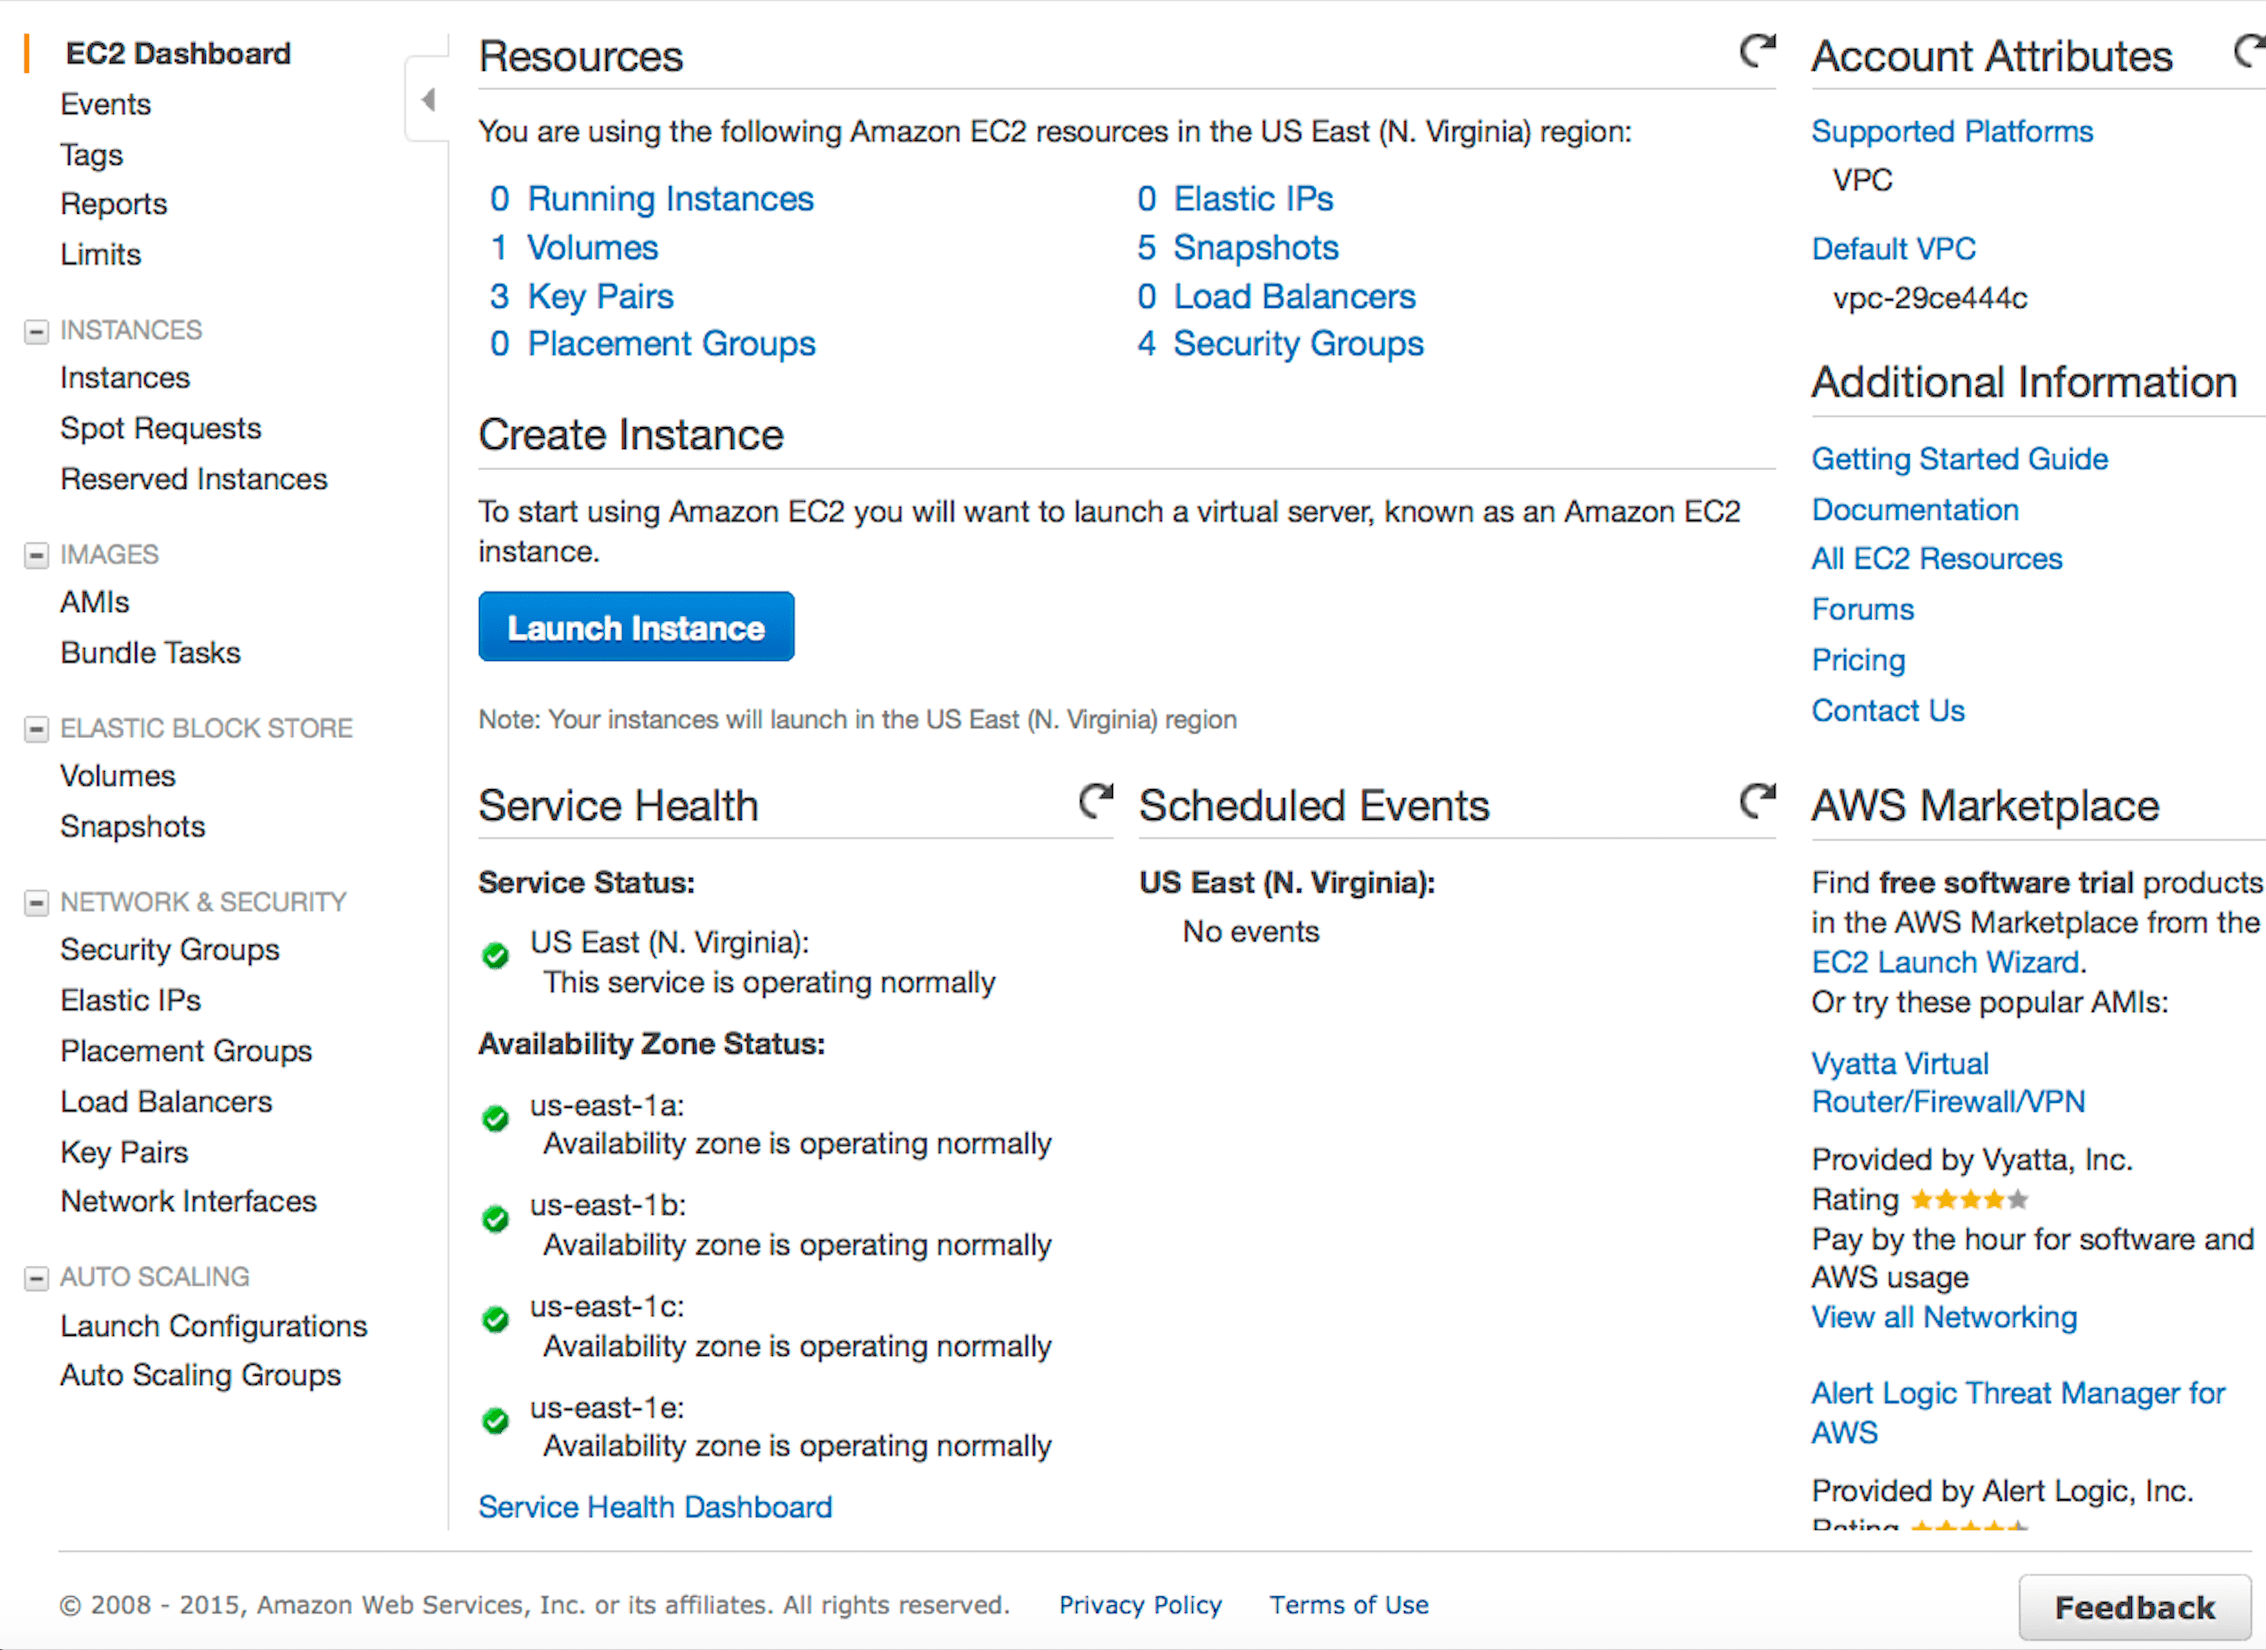 EC2 Dashboard
Events
Tags
Reports
Limits
INSTANCES
Instances
Spot Requests
Reserved Instances
IMAGES
AMIs
Bundle Tasks
ELASTIC BLOCK STORE
Volumes
Snapshots
NETWORK & SECURITY
Security Groups
Elastic IPs
Placement Groups
Load Balancers
Key Pairs
Network Interfaces
AUTO SCALING
Launch Configurations
Auto Scaling Groups
Resources
You are using the following Amazon EC2 resources in the US East (N. Virginia) region:
0 Running Instances
0 Elastic IPs
1 Volumes
5 Snapshots
3 Key Pairs
0 Load Balancers
0 Placement Groups
4 Security Groups
Create Instance
To start using Amazon EC2 you will want to launch a virtual server, known as an Amazon EC2
instance.
Launch Instance
Note: Your instances will launch in the US East (N. Virginia) region
Service Health
Service Status:
US East (N. Virginia):
This service is operating normally
Availability Zone Status:
us-east-1a:
Availability zone is operating normally
us-east-1b:
Availability zone is operating normally
us-east-1c:
Availability zone is operating normally
us-east-1e:
Availability zone is operating normally
Service Health Dashboard
Scheduled Events
US East (N. Virginia):
No events
Account Attributes
Supported Platforms
VPC
Default VPC
vpc-29ce444c
Additional Information
Getting Started Guide
Documentation
All EC2 Resources
Forums
Pricing
Contact Us
AWS Marketplace
Find free software trial products
in the AWS Marketplace from the
EC2 Launch Wizard.
Or try these popular AMIs:
Vyatta Virtual
Router/Firewall/VPN
Provided by Vyatta, Inc.
Rating
Pay by the hour for software and
AWS usage
View all Networking
Alert Logic Threat Manager for
AWS
Provided by Alert Logic, Inc.
Rating
© 2008 - 2015, Amazon Web Services, Inc. or its affiliates. All rights reserved.
Privacy Policy
Terms of Use
Feedback